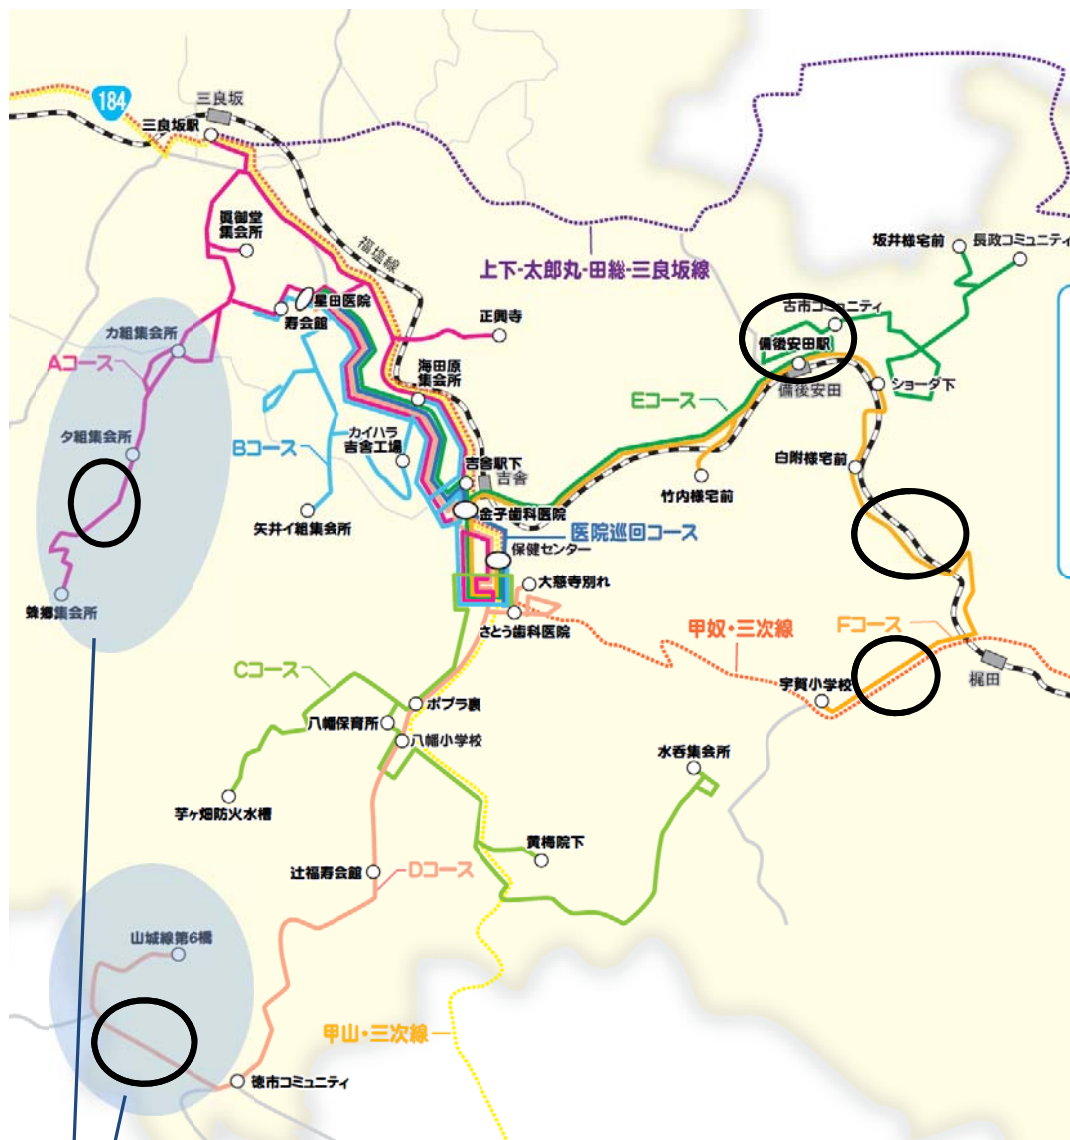 184
三良坂
三良坂駅
眞御堂
集会所
福塩線
上下-太郎丸-田総-三良坂線
坂井様宅前
長政コミュニティ
星田医院
寿会館
正興寺
古市コミュニティ
備後安田駅
備後安田
ショーダ下
カ組集会所
Aコース
海田原
集会所
Eコース
タ組集会所
Bコース
カイハラ
吉舎工場
吉舎駅下
吉舎
竹内様宅前
白附様宅前
矢井イ組集会所
金子歯科医院
医院巡回コース
保健センター
大慈寺別れ
蛛郷集会所
さとう歯科医院
甲奴・三次線
Fコース
Cコース
宇賀小学校
梶田
ポプラ裏
八幡保育所
八幡小学校
水呑集会所
芋ヶ畑防火水槽
黄梅院下
辻福寿会館
Dコース
山城線第6橋
甲山・三次線
徳市コミュニティ